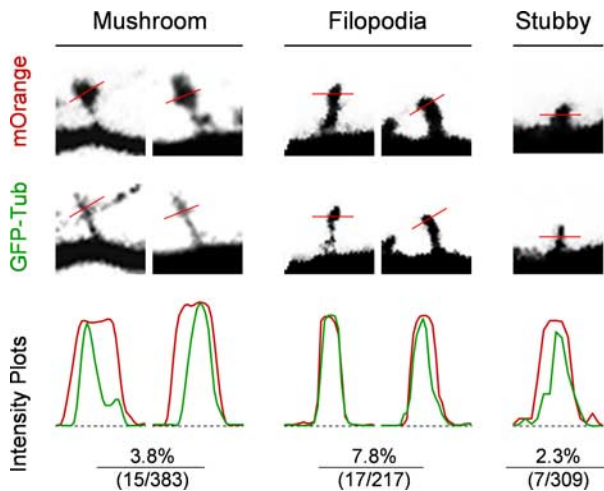 Mushroom Filopodia Stubby
mOrange
GFP-Tub
Intensity Plots
3.8% 7.8% 2.3%
(15/383) (17/217) (7/309)